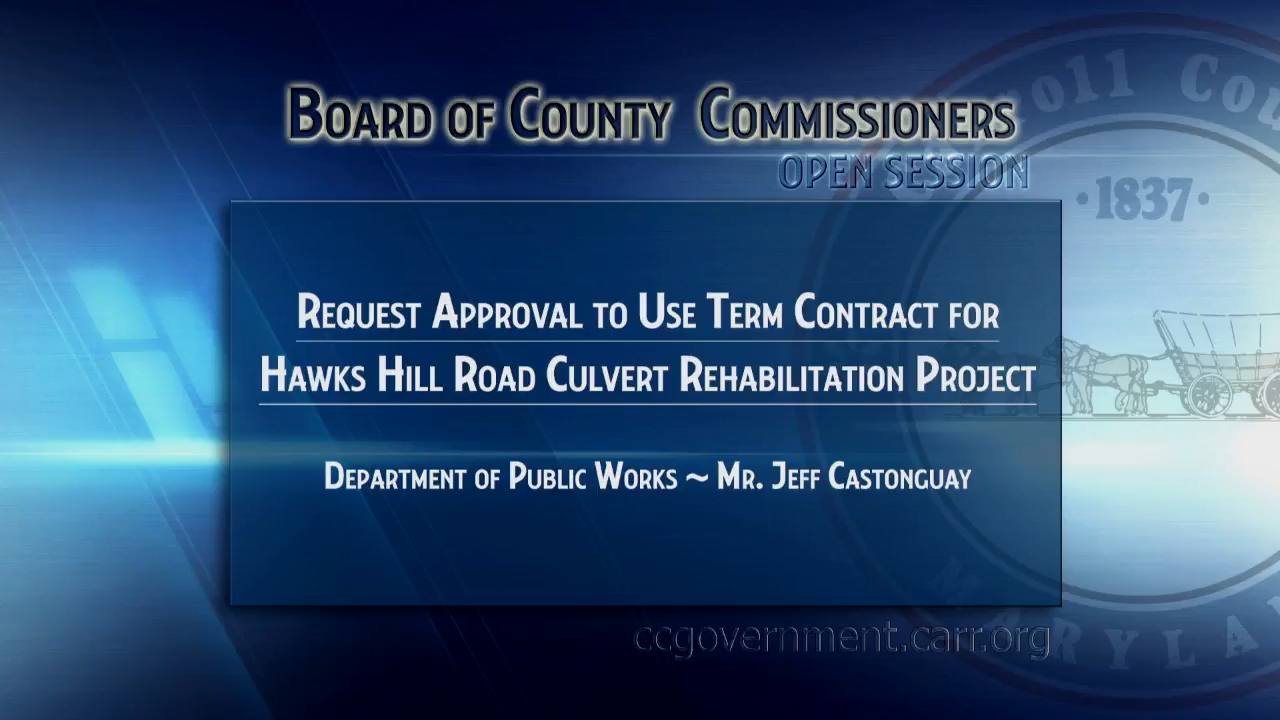 Board of County Commissioners
OPEN SESSION
·1837·
Request Approval to Use Term Contract for
Hawks Hill Road Culvert Rehabilitation Project
Department of Public Works ~ Mr. Jeff Castonguay
ccgovernment.carr.org
MARYLA